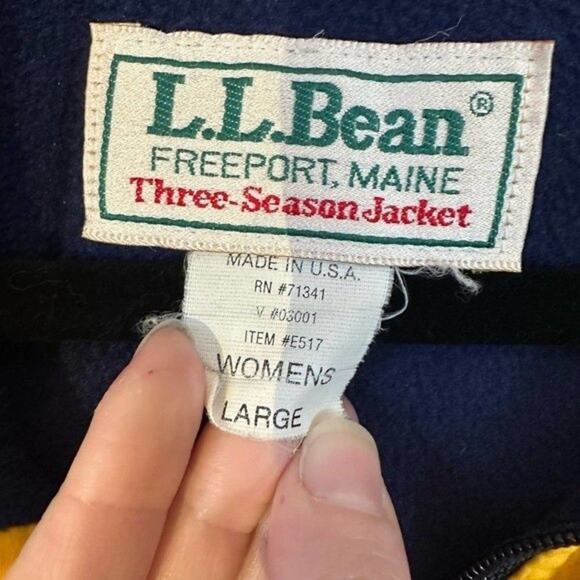 L.L.Bean®
FREEPORT, MAINE
Three-Season Jacket
MADE IN U.S.A.
RN #71341
V #03001
ITEM #E517
WOMENS
LARGE